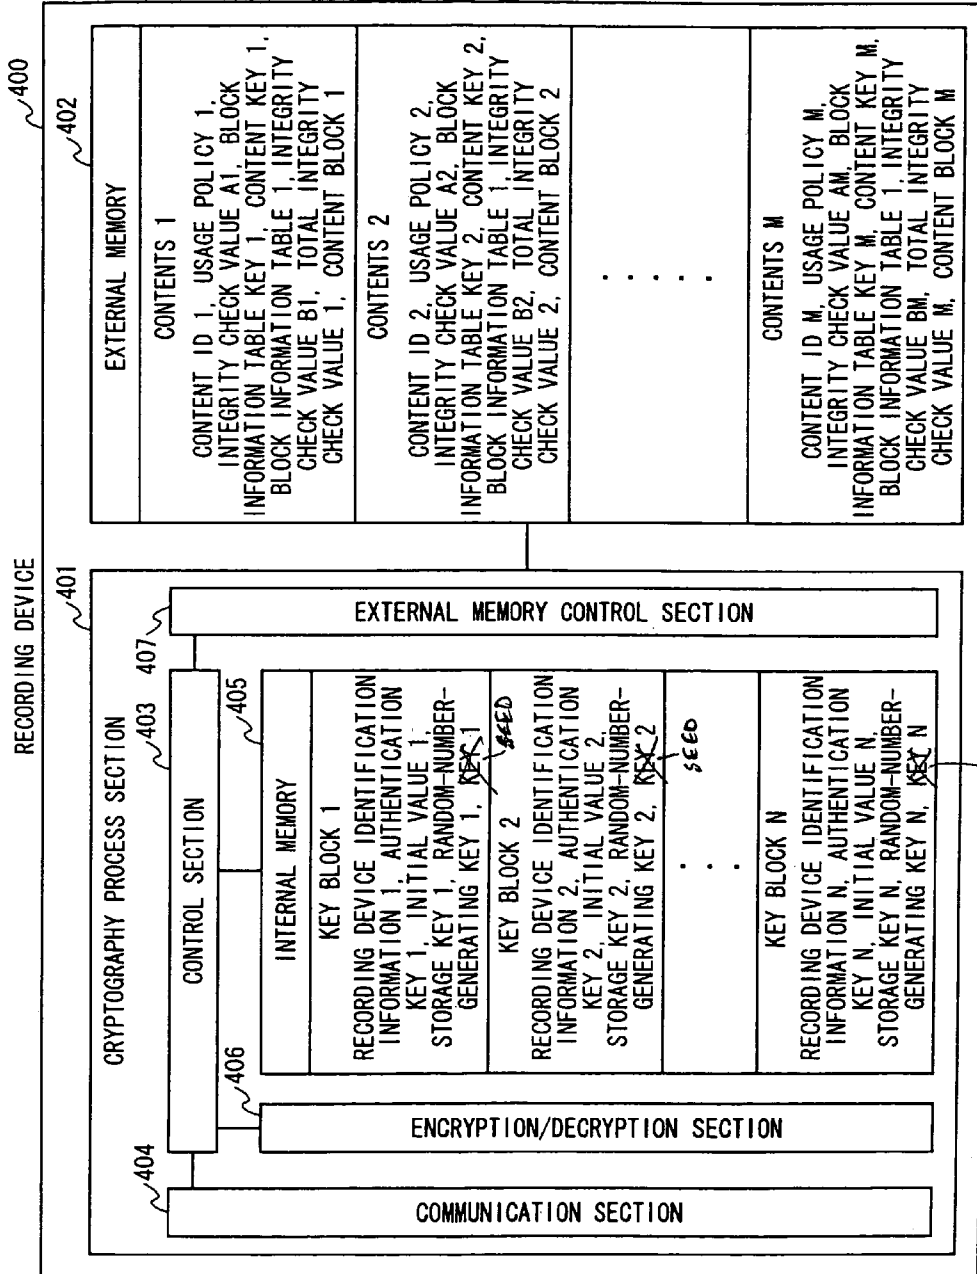 RECORDING DEVICE
400
401
CRYPTOGRAPHY PROCESS SECTION
404
COMMUNICATION SECTION
403
CONTROL SECTION
406
ENCRYPTION/DECRYPTION SECTION
405
INTERNAL MEMORY
KEY BLOCK 1
RECORDING DEVICE IDENTIFICATION
INFORMATION 1, AUTHENTICATION
KEY 1, INITIAL VALUE 1,
STORAGE KEY 1, RANDOM-NUMBER-
GENERATING KEY 1, KEY 1
SEED
KEY BLOCK 2
RECORDING DEVICE IDENTIFICATION
INFORMATION 2, AUTHENTICATION
KEY 2, INITIAL VALUE 2,
STORAGE KEY 2, RANDOM-NUMBER-
GENERATING KEY 2, KEY 2
SEED
. . .
KEY BLOCK N
RECORDING DEVICE IDENTIFICATION
INFORMATION N, AUTHENTICATION
KEY N, INITIAL VALUE N,
STORAGE KEY N, RANDOM-NUMBER-
GENERATING KEY N, KEY N
407
EXTERNAL MEMORY CONTROL SECTION
402
EXTERNAL MEMORY
CONTENTS 1
CONTENT ID 1, USAGE POLICY 1,
INTEGRITY CHECK VALUE A1, BLOCK
INFORMATION TABLE KEY 1, CONTENT KEY 1,
BLOCK INFORMATION TABLE 1, INTEGRITY
CHECK VALUE B1, TOTAL INTEGRITY
CHECK VALUE 1, CONTENT BLOCK 1
CONTENTS 2
CONTENT ID 2, USAGE POLICY 2,
INTEGRITY CHECK VALUE A2, BLOCK
INFORMATION TABLE KEY 2, CONTENT KEY 2,
BLOCK INFORMATION TABLE 1, INTEGRITY
CHECK VALUE B2, TOTAL INTEGRITY
CHECK VALUE 2, CONTENT BLOCK 2
. . . . .
CONTENTS M
CONTENT ID M, USAGE POLICY M,
INTEGRITY CHECK VALUE AM, BLOCK
INFORMATION TABLE KEY M, CONTENT KEY M,
BLOCK INFORMATION TABLE 1, INTEGRITY
CHECK VALUE BM, TOTAL INTEGRITY
CHECK VALUE M, CONTENT BLOCK M